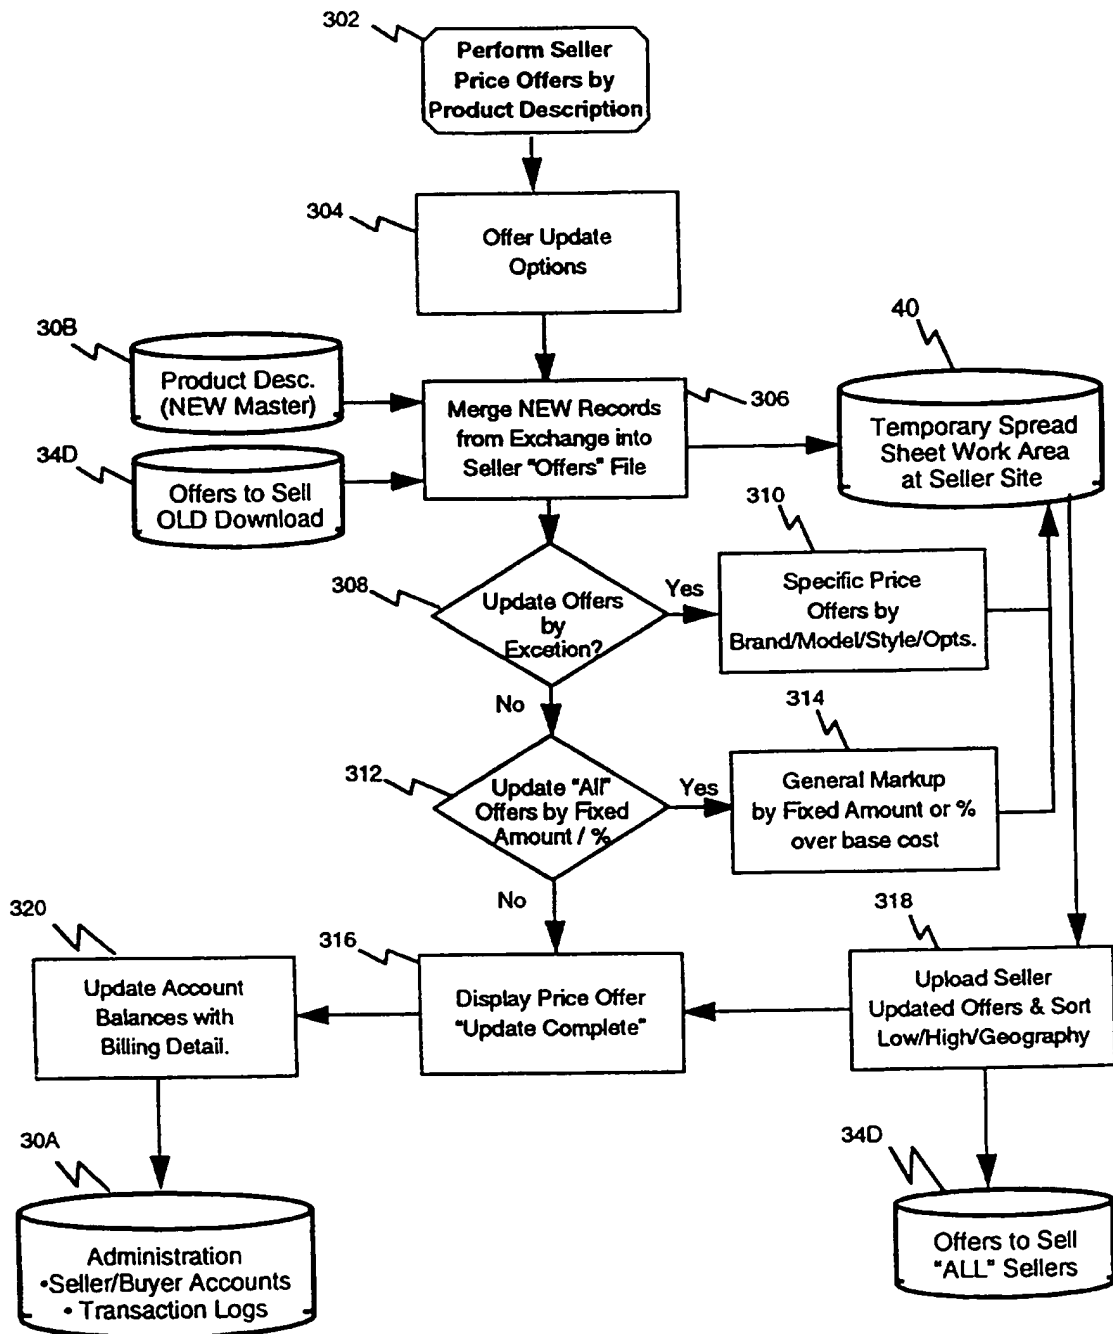 302
Perform Seller
Price Offers by
Product Description
304
Offer Update
Options
30B
Product Desc.
(NEW Master)
34D
Offers to Sell
OLD Download
Merge NEW Records
from Exchange into
Seller "Offers" File
306
40
Temporary Spread
Sheet Work Area
at Seller Site
308
Update Offers
by
Excetion?
Yes
310
Specific Price
Offers by
Brand/Model/Style/Opts.
No
312
Update "All"
Offers by Fixed
Amount / %
Yes
314
General Markup
by Fixed Amount or %
over base cost
No
320
Update Account
Balances with
Billing Detail.
316
Display Price Offer
"Update Complete"
318
Upload Seller
Updated Offers & Sort
Low/High/Geography
30A
Administration
•Seller/Buyer Accounts
• Transaction Logs
34D
Offers to Sell
"ALL" Sellers